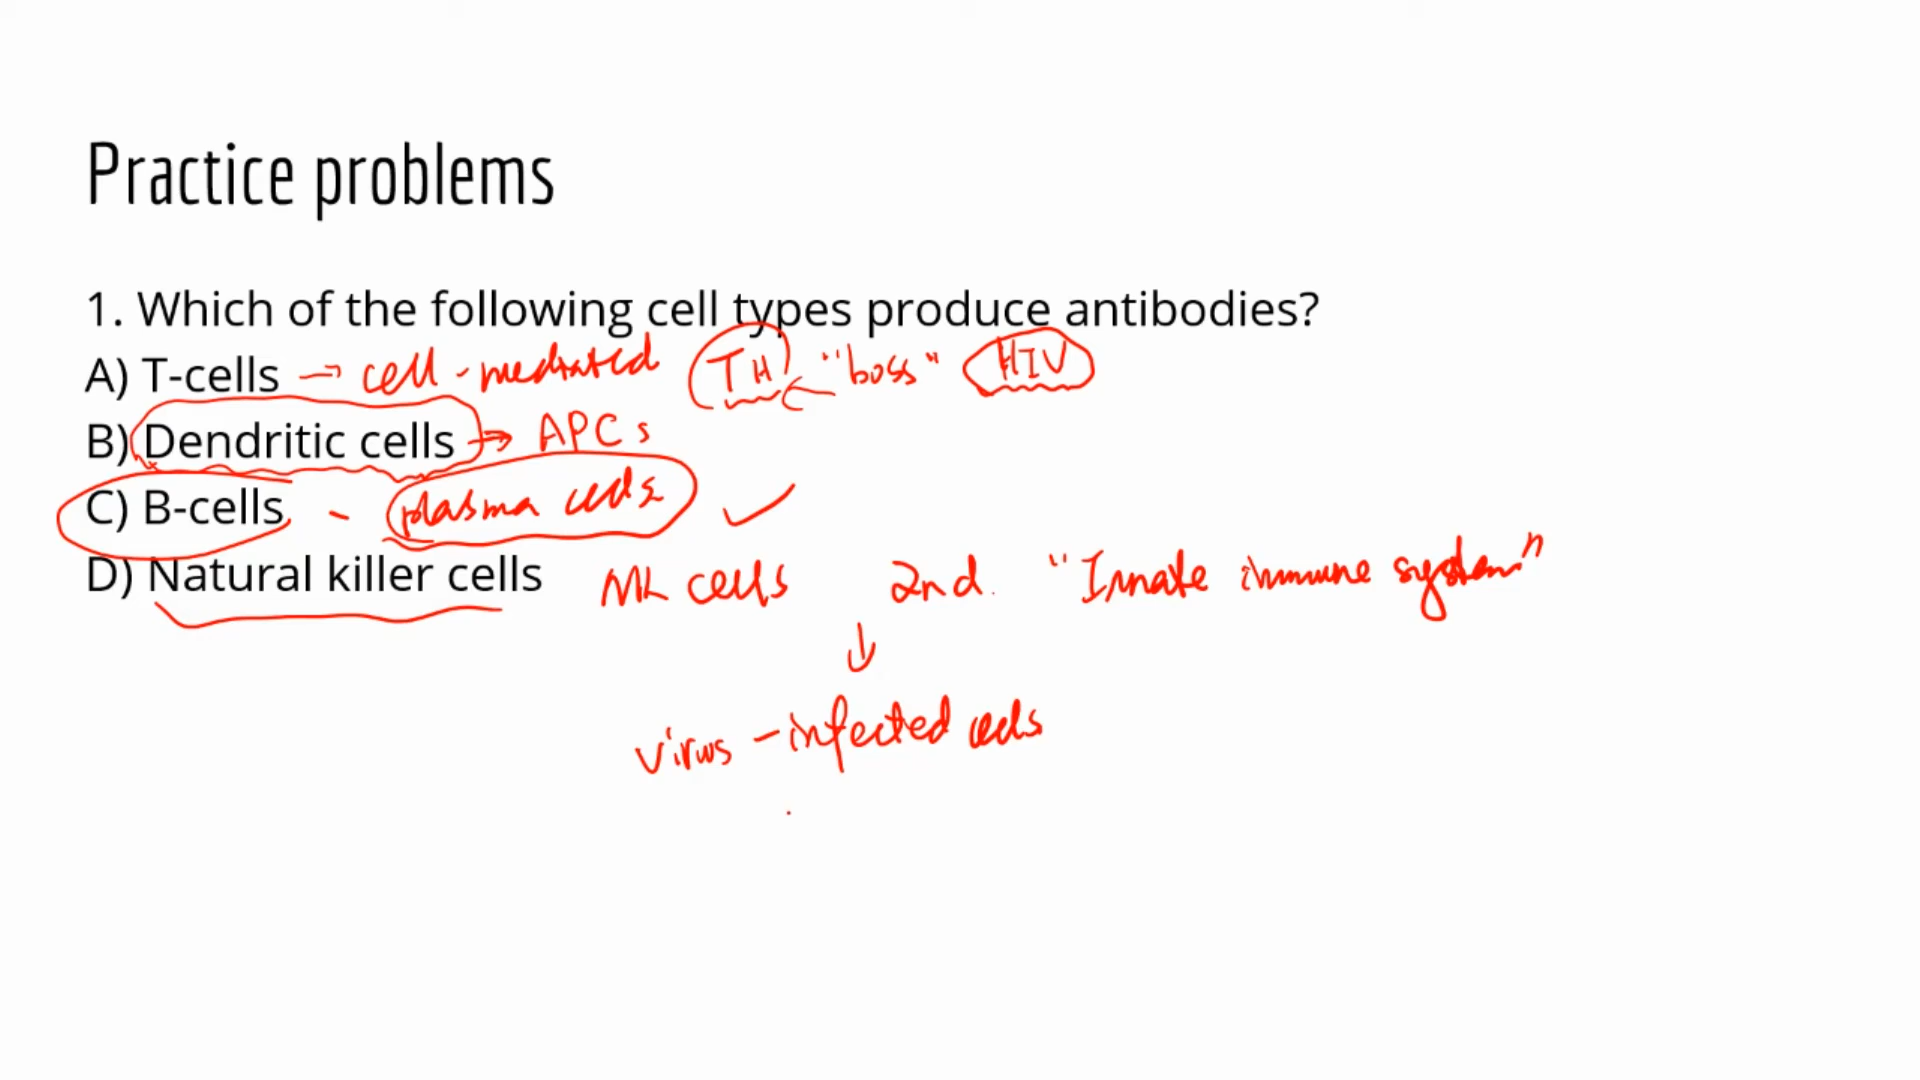 Practice problems
1. Which of the following cell types produce antibodies?
A) T-cells → cell-mediated TH "boss" HIV
B) Dendritic cells → APCs
C) B-cells - plasma cells ✓
D) Natural killer cells NK cells 2nd. "Innate immune system"
↓
virus-infected cells